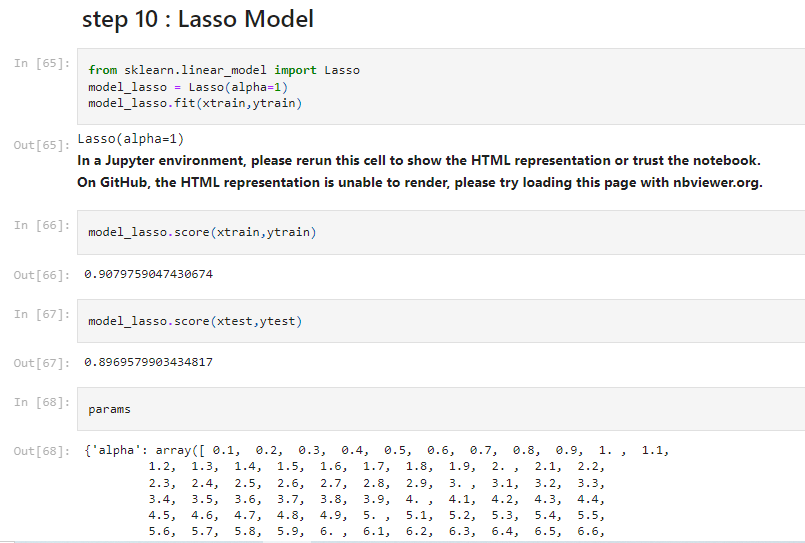 step 10 : Lasso Model
In [65]:
from sklearn.linear_model import Lasso
model_lasso = Lasso(alpha=1)
model_lasso.fit(xtrain,ytrain)
Out[65]: Lasso(alpha=1)
In a Jupyter environment, please rerun this cell to show the HTML representation or trust the notebook.
On GitHub, the HTML representation is unable to render, please try loading this page with nbviewer.org.
In [66]: model_lasso.score(xtrain,ytrain)
Out[66]: 0.9079759047430674
In [67]: model_lasso.score(xtest,ytest)
Out[67]: 0.8969579903434817
In [68]: params
Out[68]: {'alpha': array([ 0.1,  0.2,  0.3,  0.4,  0.5,  0.6,  0.7,  0.8,  0.9,  1. ,  1.1,
1.2,  1.3,  1.4,  1.5,  1.6,  1.7,  1.8,  1.9,  2. ,  2.1,  2.2,
2.3,  2.4,  2.5,  2.6,  2.7,  2.8,  2.9,  3. ,  3.1,  3.2,  3.3,
3.4,  3.5,  3.6,  3.7,  3.8,  3.9,  4. ,  4.1,  4.2,  4.3,  4.4,
4.5,  4.6,  4.7,  4.8,  4.9,  5. ,  5.1,  5.2,  5.3,  5.4,  5.5,
5.6,  5.7,  5.8,  5.9,  6. ,  6.1,  6.2,  6.3,  6.4,  6.5,  6.6,